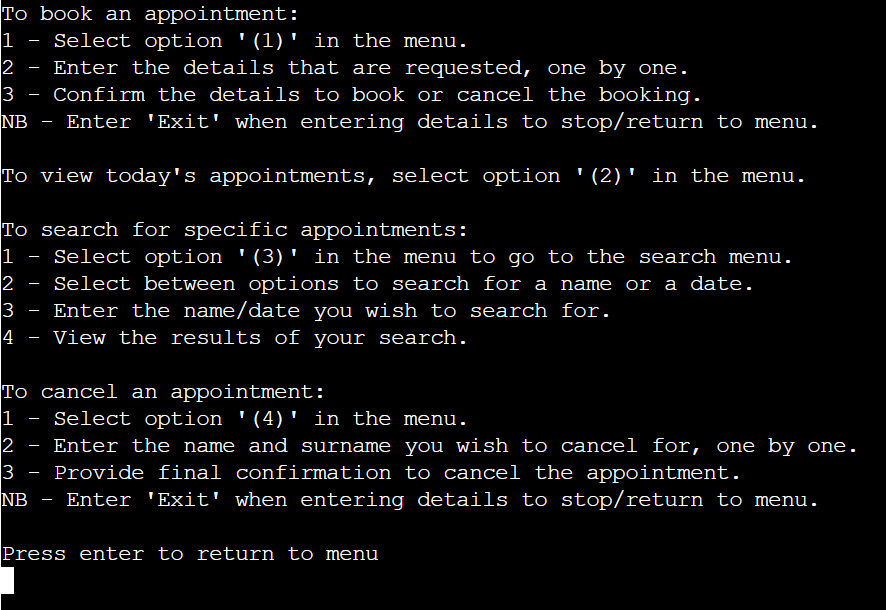 To book an appointment:
1 - Select option '(1)' in the menu.
2 - Enter the details that are requested, one by one.
3 - Confirm the details to book or cancel the booking.
NB - Enter 'Exit' when entering details to stop/return to menu.
To view today's appointments, select option '(2)' in the menu.
To search for specific appointments:
1 - Select option '(3)' in the menu to go to the search menu.
2 - Select between options to search for a name or a date.
3 - Enter the name/date you wish to search for.
4 - View the results of your search.
To cancel an appointment:
1 - Select option '(4)' in the menu.
2 - Enter the name and surname you wish to cancel for, one by one.
3 - Provide final confirmation to cancel the appointment.
NB - Enter 'Exit' when entering details to stop/return to menu.
Press enter to return to menu